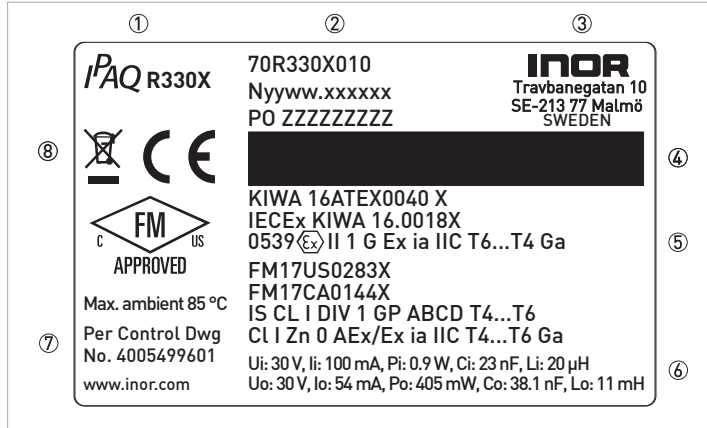 ① ② ③
IPAQ R330X
70R330X010
Nyyww.xxxxxx
PO ZZZZZZZZZ
INOR
Travbanegatan 10
SE-213 77 Malmö
SWEDEN
⑧
CE
④
KIWA 16ATEX0040 X
IECEx KIWA 16.0018X
0539 Ex II 1 G Ex ia IIC T6...T4 Ga
⑤
FM
C US
APPROVED
FM17US0283X
FM17CA0144X
IS CL I DIV 1 GP ABCD T4...T6
Cl I Zn 0 AEx/Ex ia IIC T4...T6 Ga
Max. ambient 85 °C
⑦
Per Control Dwg
No. 4005499601
www.inor.com
Ui: 30 V, Ii: 100 mA, Pi: 0.9 W, Ci: 23 nF, Li: 20 µH
Uo: 30 V, Io: 54 mA, Po: 405 mW, Co: 38.1 nF, Lo: 11 mH
⑥